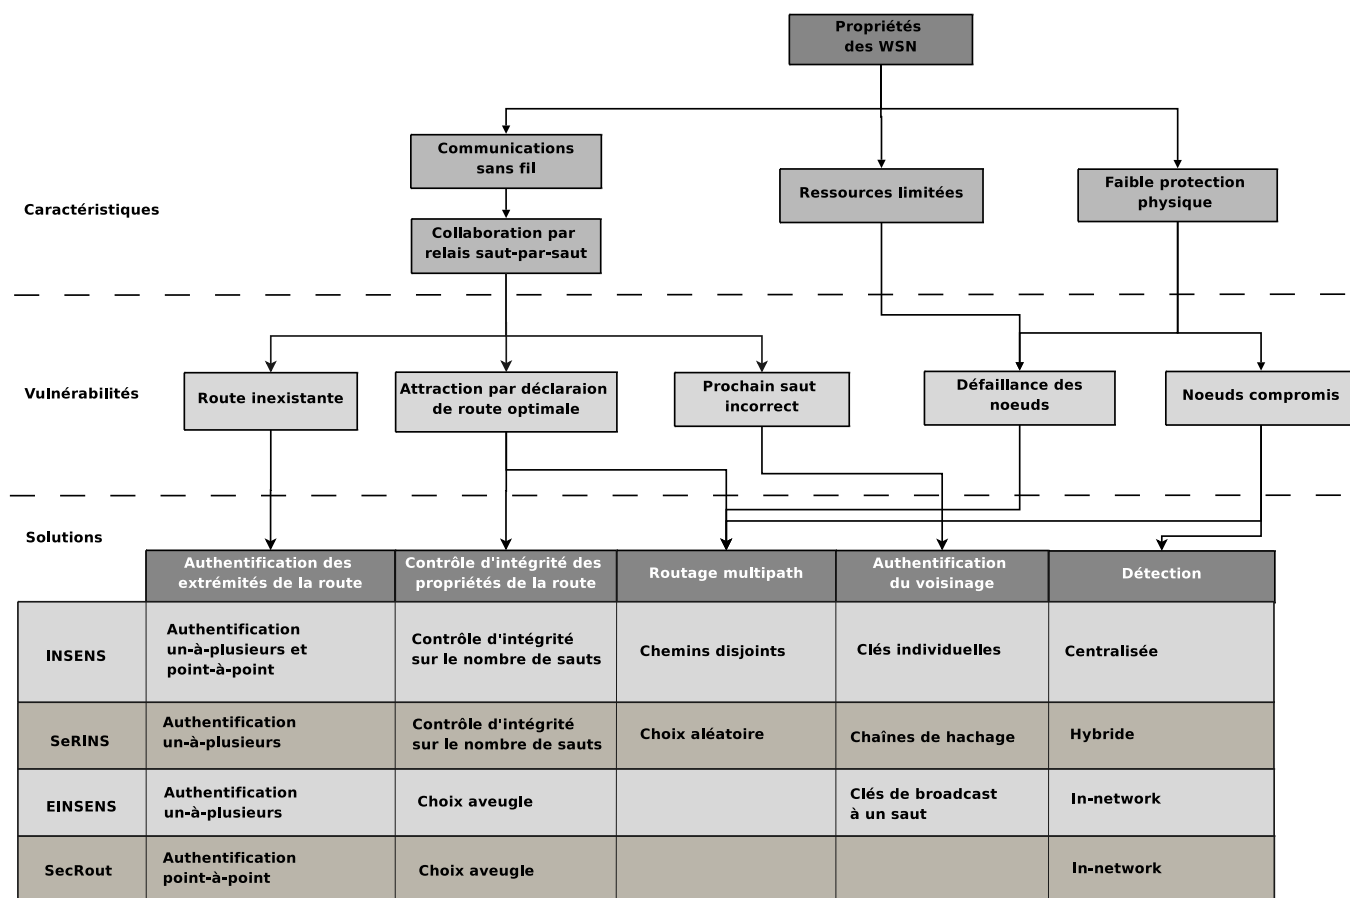 Propriétés
des WSN
Communications
sans fil
Ressources limitées
Faible protection
physique
Caractéristiques
Collaboration par
relais saut-par-saut
Vulnérabilités
Route inexistante
Attraction par déclaraion
de route optimale
Prochain saut
incorrect
Défaillance des
noeuds
Noeuds compromis
Solutions
Authentification des
extrémités de la route
Contrôle d'intégrité des
propriétés de la route
Routage multipath
Authentification
du voisinage
Détection
INSENS
Authentification
un-à-plusieurs et
point-à-point
Contrôle d'intégrité
sur le nombre de sauts
Chemins disjoints
Clés individuelles
Centralisée
SeRINS
Authentification
un-à-plusieurs
Contrôle d'intégrité
sur le nombre de sauts
Choix aléatoire
Chaînes de hachage
Hybride
EINSENS
Authentification
un-à-plusieurs
Choix aveugle
Clés de broadcast
à un saut
In-network
SecRout
Authentification
point-à-point
Choix aveugle
In-network